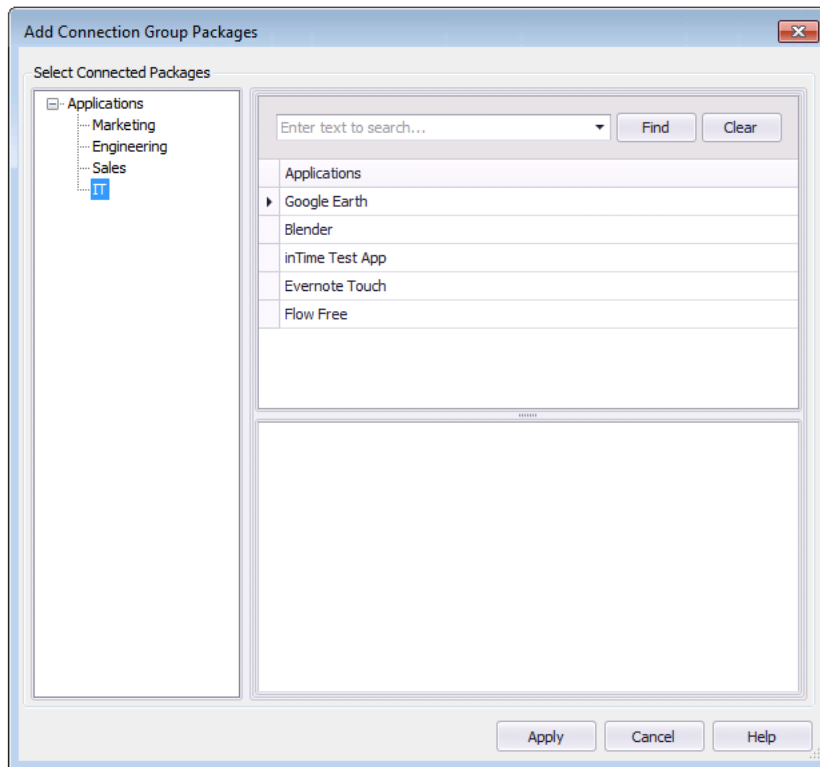 Add Connection Group Packages
Select Connected Packages
Applications
Marketing
Engineering
Sales
IT
Enter text to search...
Find
Clear
Applications
Google Earth
Blender
inTime Test App
Evernote Touch
Flow Free
Apply
Cancel
Help